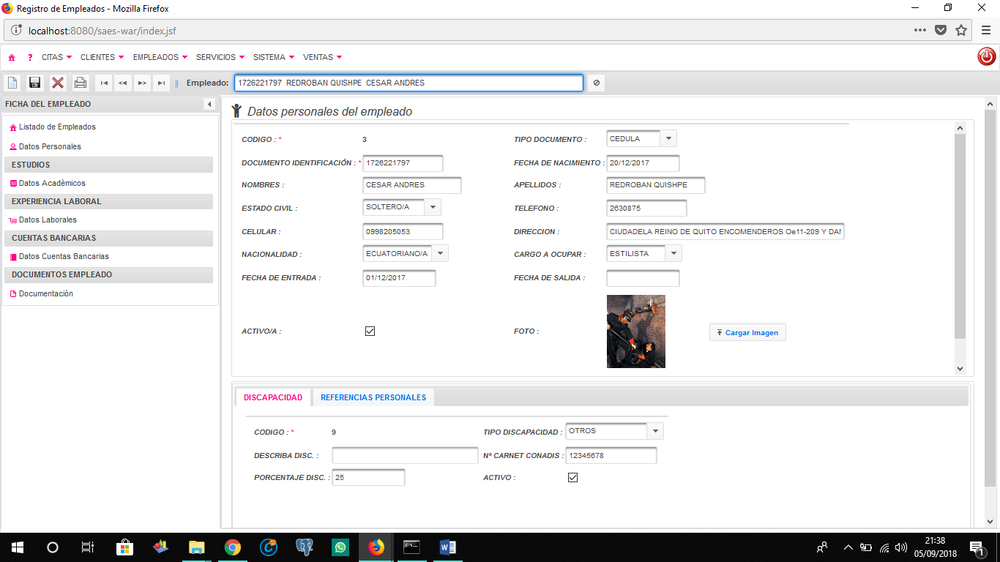 Registro de Empleados - Mozilla Firefox
localhost:8080/saes-war/index.jsf
? CITAS CLIENTES EMPLEADOS SERVICIOS SISTEMA VENTAS
Empleado: 1726221797 REDROBAN QUISHPE CESAR ANDRES
FICHA DEL EMPLEADO
Listado de Empleados
Datos Personales
ESTUDIOS
Datos Acadèmicos
EXPERIENCIA LABORAL
Datos Laborales
CUENTAS BANCARIAS
Datos Cuentas Bancarias
DOCUMENTOS EMPLEADO
Documentaciòn
Datos personales del empleado
CODIGO : * 3 TIPO DOCUMENTO : CEDULA
DOCUMENTO IDENTIFICACIÓN : * 1726221797 FECHA DE NACIMIENTO : 20/12/2017
NOMBRES : CESAR ANDRES APELLIDOS : REDROBAN QUISHPE
ESTADO CIVIL : SOLTERO/A TELEFONO : 2630875
CELULAR : 0998205053 DIRECCION : CIUDADELA REINO DE QUITO ENCOMENDEROS Oe11-209 Y DAN
NACIONALIDAD : ECUATORIANO/A CARGO A OCUPAR : ESTILISTA
FECHA DE ENTRADA : 01/12/2017 FECHA DE SALIDA :
ACTIVO/A : FOTO : Cargar Imagen
DISCAPACIDAD REFERENCIAS PERSONALES
CODIGO : * 9 TIPO DISCAPACIDAD : OTROS
DESCRIBA DISC. : Nº CARNET CONADIS : 12345678
PORCENTAJE DISC. : 25 ACTIVO :
21:38
05/09/2018
1